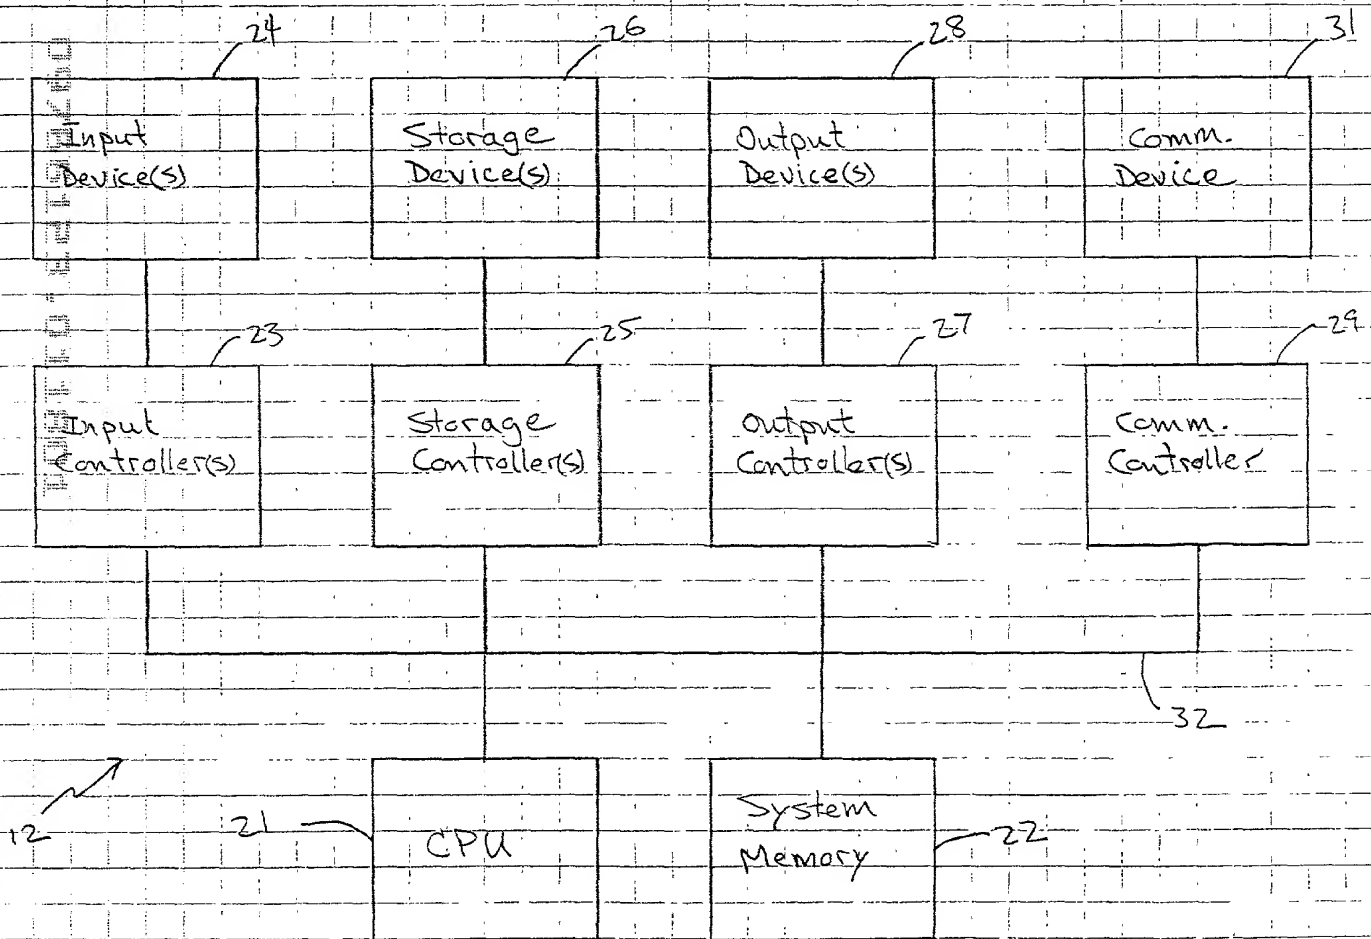 24
26
28
31
Input
Device(s)
Storage
Device(s)
Output
Device(s)
Comm.
Device
23
25
27
29
Input
Controller(s)
Storage
Controller(s)
Output
Controller(s)
Comm.
Controller
32
12
21
CPU
System
Memory
22